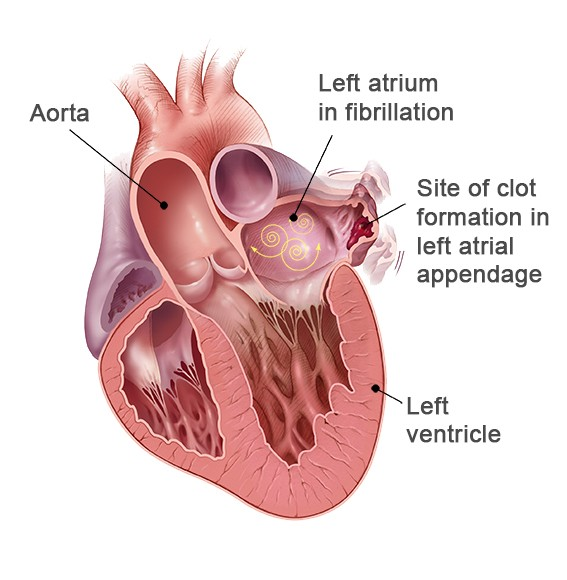 Left atrium
in fibrillation
Aorta
Site of clot
formation in
left atrial
appendage
Left
ventricle